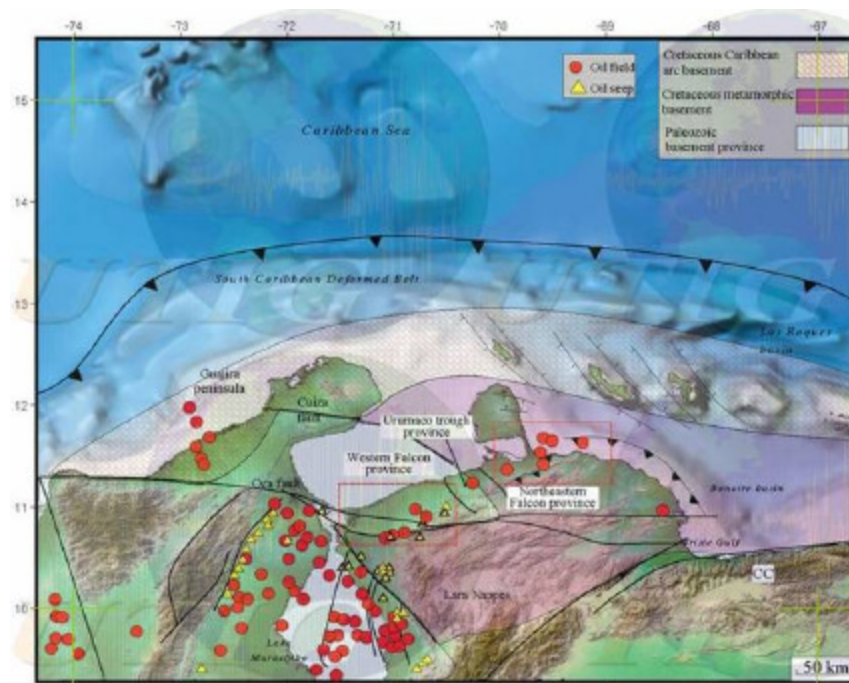 -74 -73 -72 -71 -70 -69 -68 -67
Oil field
Oil seep
Cretaceous Caribbean
arc basement
Cretaceous metamorphic
basement
Paleozoic
basement province
15
Caribbean Sea
14
South Caribbean Deformed Belt
13
Los Roques
basin
Guajira
peninsula
12
Cuiza
fault
Urumaco trough
province
Western Falcon
province
Oca fault
Northeastern
Falcon province
Bonaire basin
11
Triste Gulf
CC
Lara Nappes
10
Lake
Maracaibo
50 km